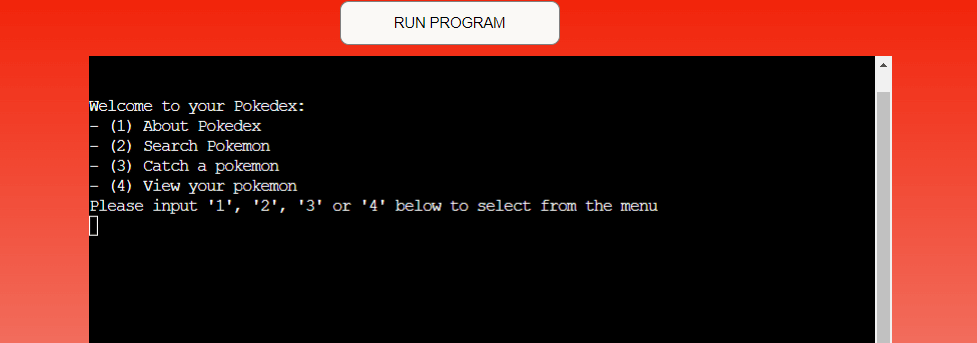 RUN PROGRAM
Welcome to your Pokedex:
- (1) About Pokedex
- (2) Search Pokemon
- (3) Catch a pokemon
- (4) View your pokemon
Please input '1', '2', '3' or '4' below to select from the menu